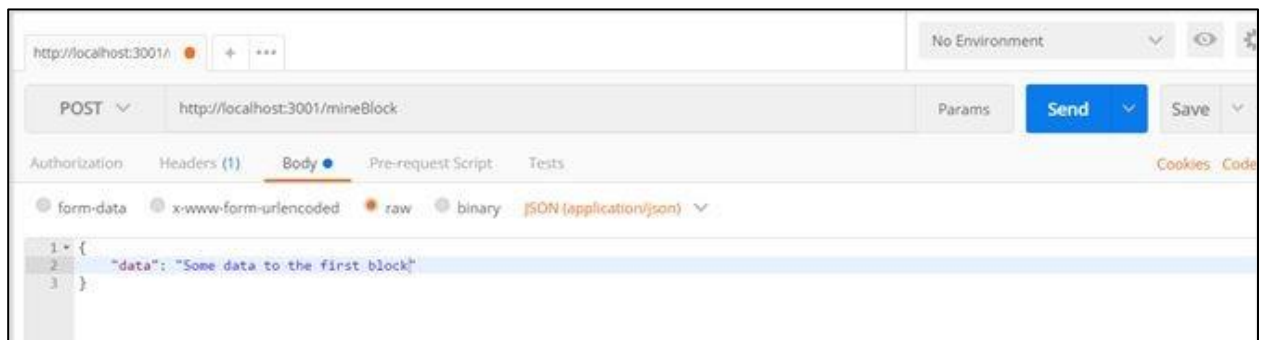 http://localhost:3001/
No Environment
POST http://localhost:3001/mineBlock Params Send Save
Authorization Headers (1) Body Pre-request Script Tests Cookies Code
form-data x-www-form-urlencoded raw binary JSON (application/json)
1 {
2 "data": "Some data to the first block"
3 }